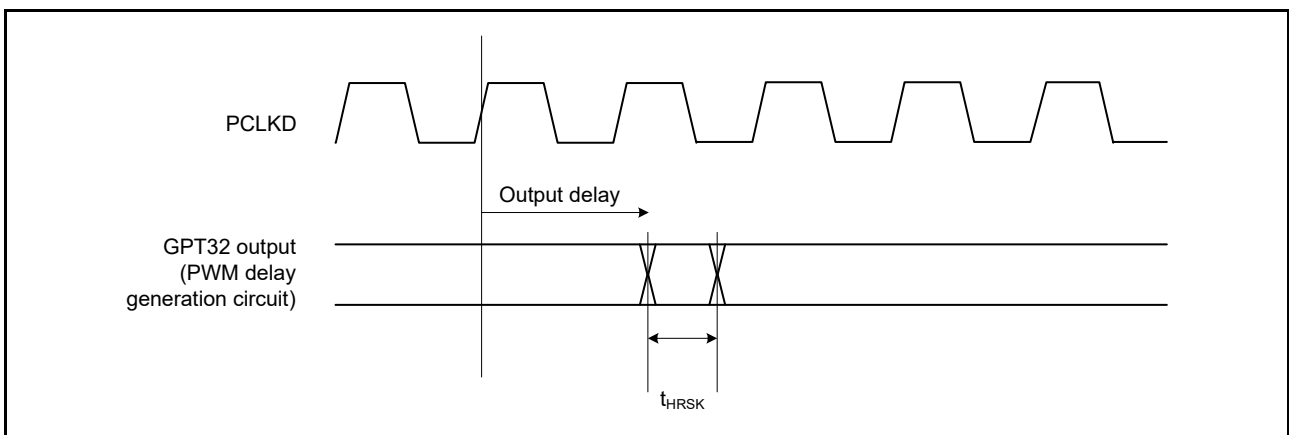 PCLKD
Output delay
GPT32 output
(PWM delay
generation circuit)
tHRSK